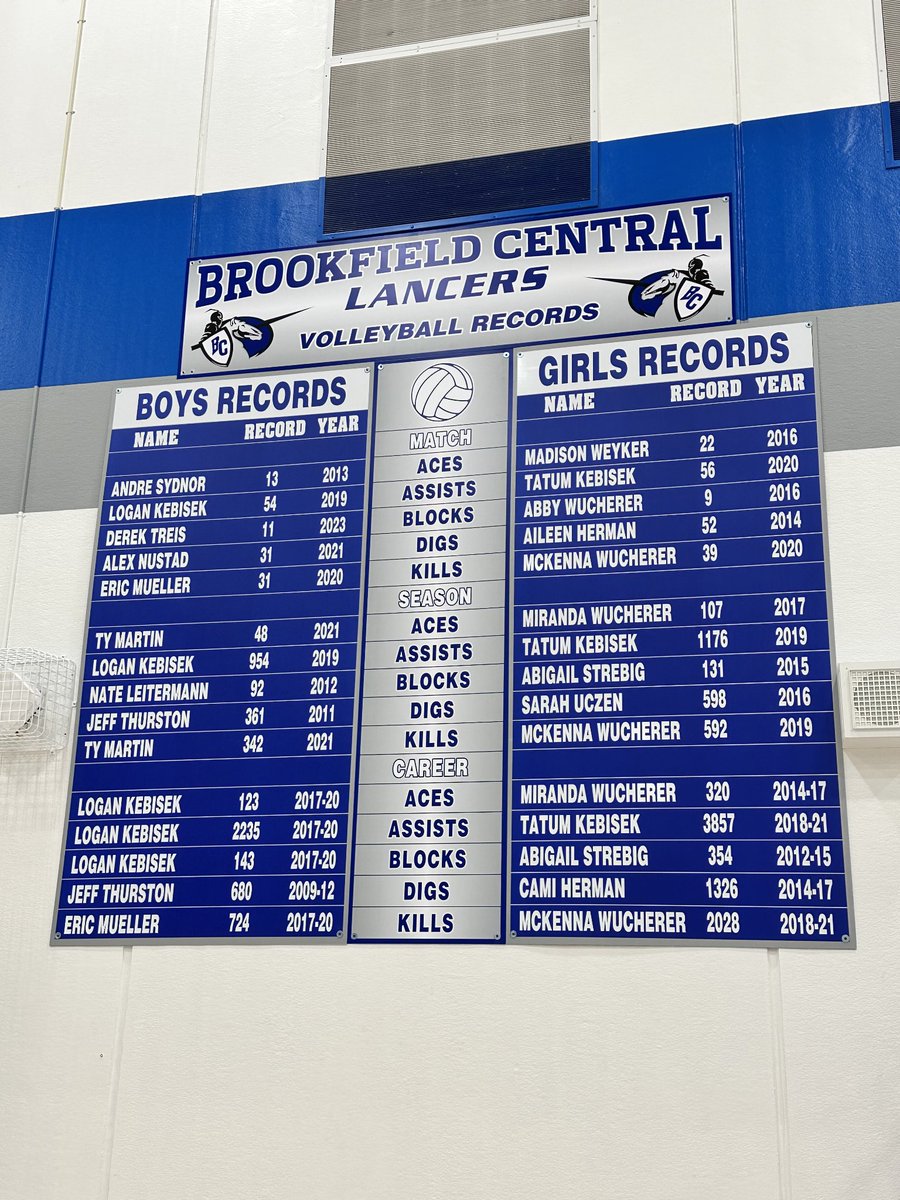 BROOKFIELD CENTRAL
LANCERS
VOLLEYBALL RECORDS
BC
BC
BOYS RECORDS
NAME RECORD YEAR
ANDRE SYDNOR 13 2013
LOGAN KEBISEK 54 2019
DEREK TREIS 11 2023
ALEX NUSTAD 31 2021
ERIC MUELLER 31 2020
TY MARTIN 48 2021
LOGAN KEBISEK 954 2019
NATE LEITERMANN 92 2012
JEFF THURSTON 361 2011
TY MARTIN 342 2021
LOGAN KEBISEK 123 2017-20
LOGAN KEBISEK 2235 2017-20
LOGAN KEBISEK 143 2017-20
JEFF THURSTON 680 2009-12
ERIC MUELLER 724 2017-20
MATCH
ACES
ASSISTS
BLOCKS
DIGS
KILLS
SEASON
ACES
ASSISTS
BLOCKS
DIGS
KILLS
CAREER
ACES
ASSISTS
BLOCKS
DIGS
KILLS
GIRLS RECORDS
NAME RECORD YEAR
MADISON WEYKER 22 2016
TATUM KEBISEK 56 2020
ABBY WUCHERER 9 2016
AILEEN HERMAN 52 2014
MCKENNA WUCHERER 39 2020
MIRANDA WUCHERER 107 2017
TATUM KEBISEK 1176 2019
ABIGAIL STREBIG 131 2015
SARAH UCZEN 598 2016
MCKENNA WUCHERER 592 2019
MIRANDA WUCHERER 320 2014-17
TATUM KEBISEK 3857 2018-21
ABIGAIL STREBIG 354 2012-15
CAMI HERMAN 1326 2014-17
MCKENNA WUCHERER 2028 2018-21